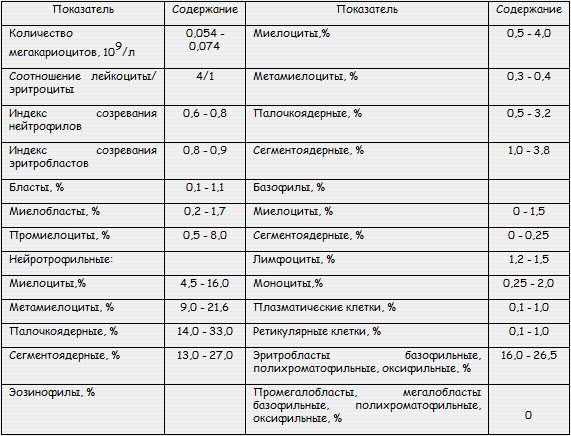 Показатель Содержание Показатель Содержание
Количество мегакариоцитов, 10⁹/л 0,054 - 0,074 Миелоциты,% 0,5 - 4,0
Соотношение лейкоциты/ эритроциты 4/1 Метамиелоциты, % 0,3 - 0,4
Индекс созревания нейтрофилов 0,6 - 0,8 Палочкоядерные, % 0,5 - 3,2
Индекс созревания эритробластов 0,8 - 0,9 Сегментоядерные, % 1,0 - 3,8
Бласты, % 0,1 - 1,1 Базофилы, %
Миелобласты, % 0,2 - 1,7 Миелоциты, % 0 - 1,5
Промиелоциты, % 0,5 - 8,0 Сегментоядерные, % 0 - 0,25
Нейротрофильные: Лимфоциты, % 1,2 - 1,5
Миелоциты,% 4,5 - 16,0 Моноциты,% 0,25 - 2,0
Метамиелоциты, % 9,0 - 21,6 Плазматические клетки, % 0,1 - 1,0
Палочкоядерные, % 14,0 - 33,0 Ретикулярные клетки, % 0,1 - 1,0
Сегментоядерные, % 13,0 - 27,0 Эритробласты базофильные, полихроматофильные, оксифильные, % 16,0 - 26,5
Эозинофилы, % Промегалобласты, мегалобласты базофильные, полихроматофильные, оксифильные, % 0